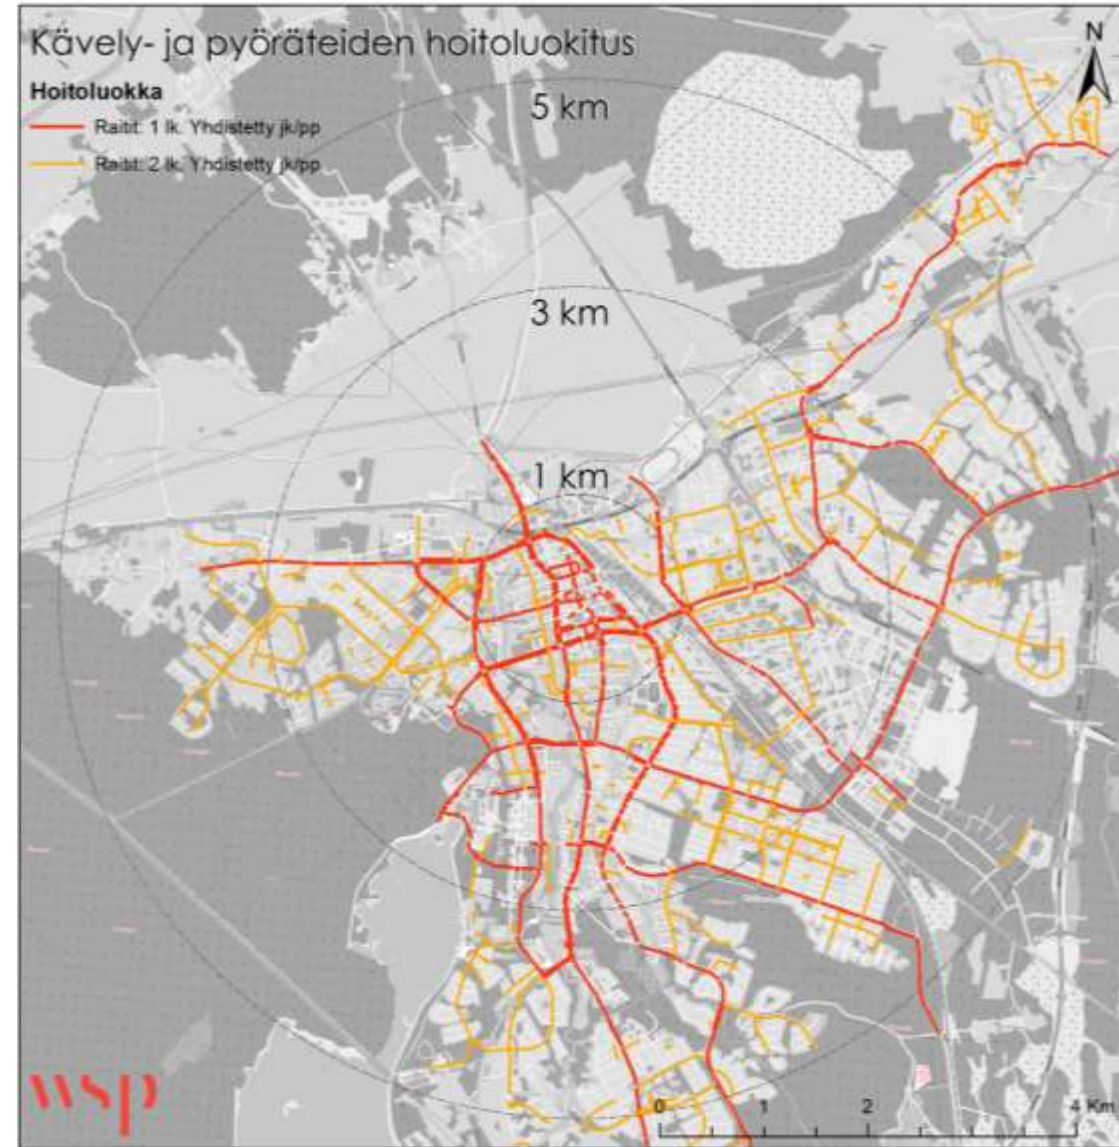 Kävely- ja pyöräteiden hoitoluokitus
Hoitoluokka
Raitit: 1 lk. Yhdistetty jk/pp
Raitit: 2 lk. Yhdistetty jk/pp
N
5 km
3 km
1 km
wsp
0 1 2 4 Km